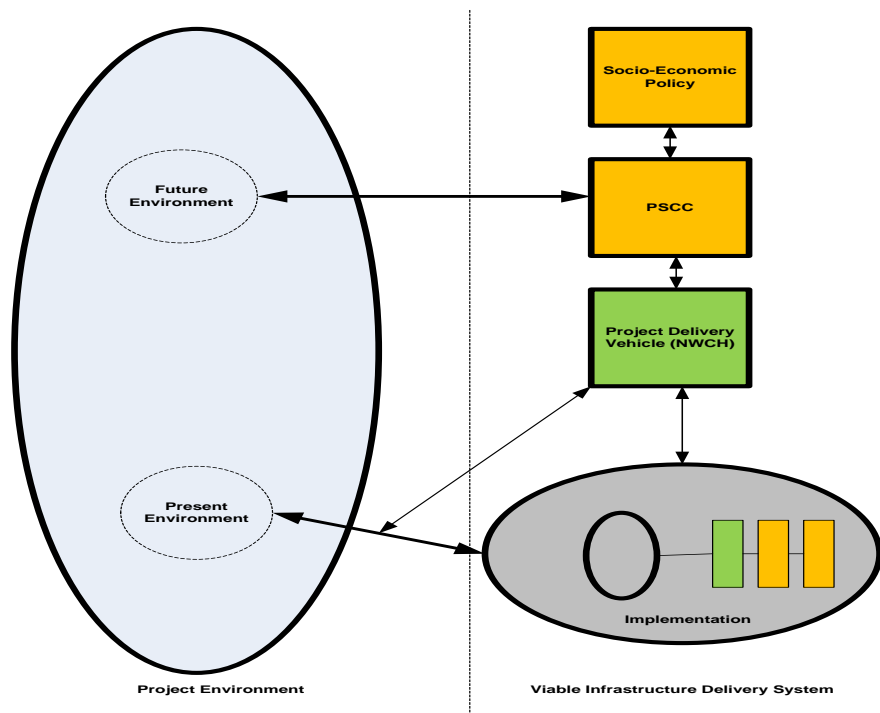 Socio-Economic
Policy
Future
Environment
PSCC
Project Delivery
Vehicle (NWCH)
Present
Environment
Implementation
Project Environment
Viable Infrastructure Delivery System